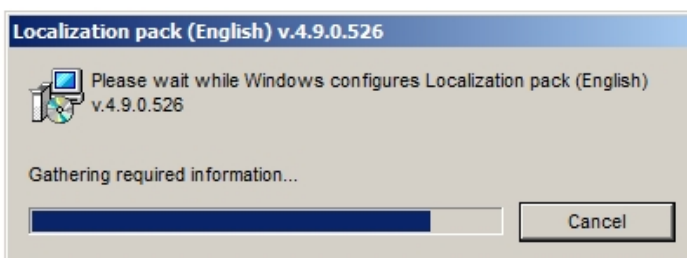 Localization pack (English) v.4.9.0.526
Please wait while Windows configures Localization pack (English)
v.4.9.0.526
Gathering required information...
Cancel